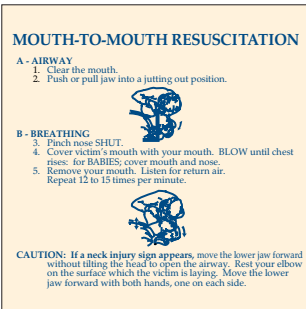 MOUTH-TO-MOUTH RESUSCITATION
A - AIRWAY
1. Clear the mouth.
2. Push or pull jaw into a jutting out position.
B - BREATHING
3. Pinch nose SHUT.
4. Cover victim's mouth with your mouth. BLOW until chest
rises: for BABIES; cover mouth and nose.
5. Remove your mouth. Listen for return air.
Repeat 12 to 15 times per minute.
CAUTION: If a neck injury sign appears, move the lower jaw forward
without tilting the head to open the airway. Rest your elbow
on the surface which the victim is laying. Move the lower
jaw forward with both hands, one on each side.